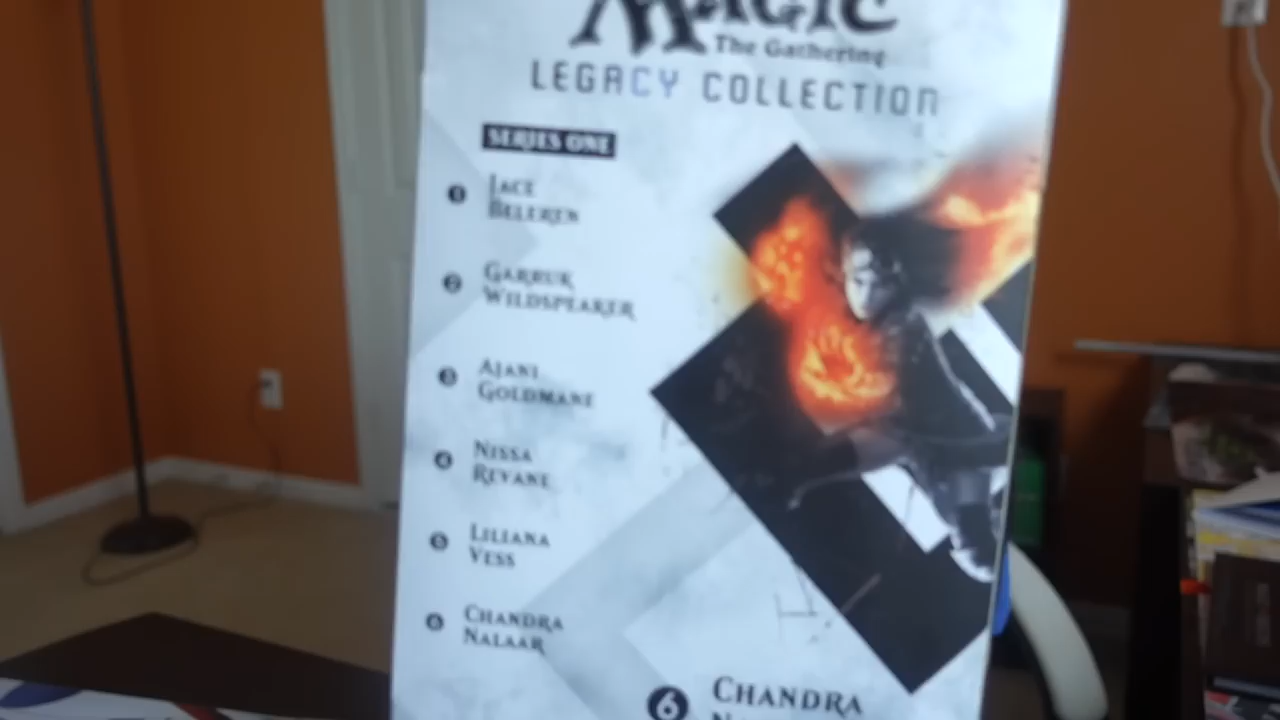 MAGIC
The Gathering
LEGACY COLLECTION
SERIES ONE
1 JACE
BELEREN
2 GARRUK
WILDSPEAKER
3 AJANI
GOLDMANE
4 NISSA
REVANE
5 LILIANA
VESS
6 CHANDRA
NALAAR
6 CHANDRA